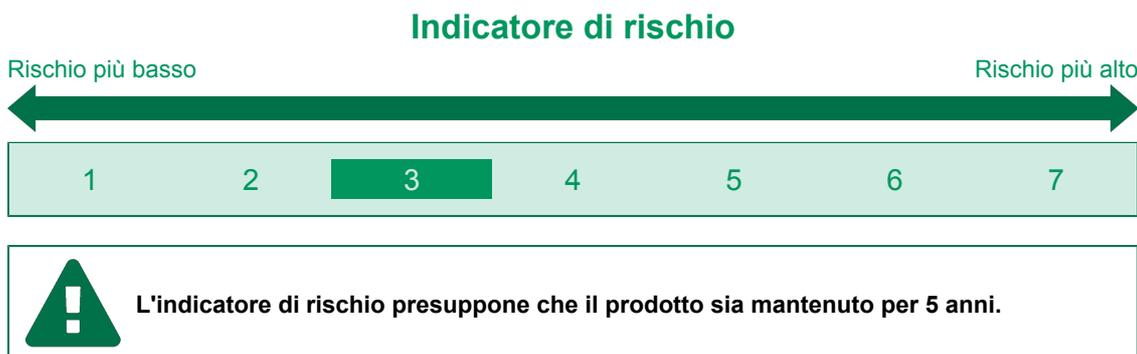 Indicatore di rischio
Rischio più basso Rischio più alto
1 2 3 4 5 6 7
L'indicatore di rischio presuppone che il prodotto sia mantenuto per 5 anni.